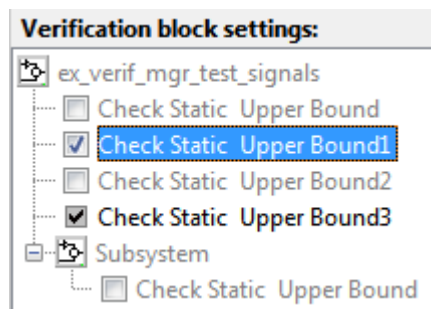 Verification block settings:
ex_verif_mgr_test_signals
Check Static Upper Bound
Check Static Upper Bound1
Check Static Upper Bound2
Check Static Upper Bound3
Subsystem
Check Static Upper Bound